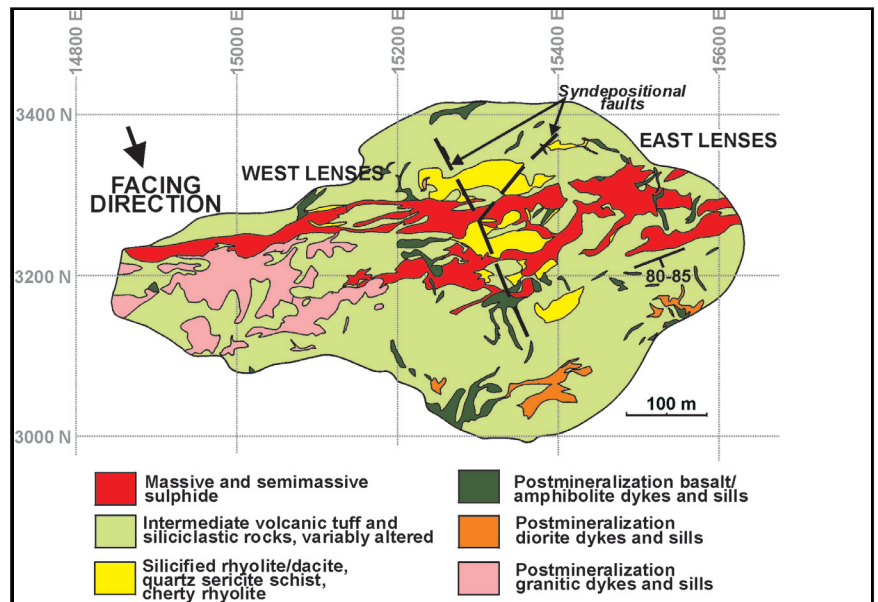 14800 E
15000 E
15200 E
15400 E
15600 E
Syndepositional
faults
3400 N
EAST LENSES
WEST LENSES
FACING
DIRECTION
3200 N
80-85
100 m
3000 N
Massive and semimassive
sulphide
Intermediate volcanic tuff and
siliciclastic rocks, variably altered
Silicified rhyolite/dacite,
quartz sericite schist,
cherty rhyolite
Postmineralization basalt/
amphibolite dykes and sills
Postmineralization
diorite dykes and sills
Postmineralization
granitic dykes and sills